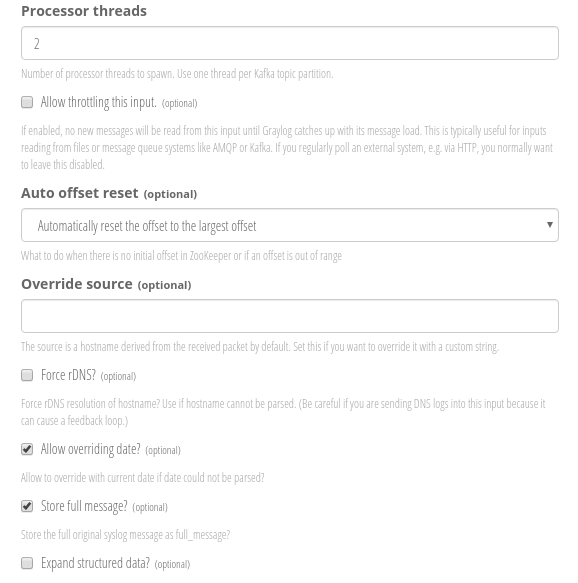 Processor threads
2
Number of processor threads to spawn. Use one thread per Kafka topic partition.
Allow throttling this input. (optional)
If enabled, no new messages will be read from this input until Graylog catches up with its message load. This is typically useful for inputs
reading from files or message queue systems like AMQP or Kafka. If you regularly poll an external system, e.g. via HTTP, you normally want
to leave this disabled.
Auto offset reset (optional)
Automatically reset the offset to the largest offset
What to do when there is no initial offset in ZooKeeper or if an offset is out of range
Override source (optional)
The source is a hostname derived from the received packet by default. Set this if you want to override it with a custom string.
Force rDNS? (optional)
Force rDNS resolution of hostname? Use if hostname cannot be parsed. (Be careful if you are sending DNS logs into this input because it
can cause a feedback loop.)
Allow overriding date? (optional)
Allow to override with current date if date could not be parsed?
Store full message? (optional)
Store the full original syslog message as full_message?
Expand structured data? (optional)